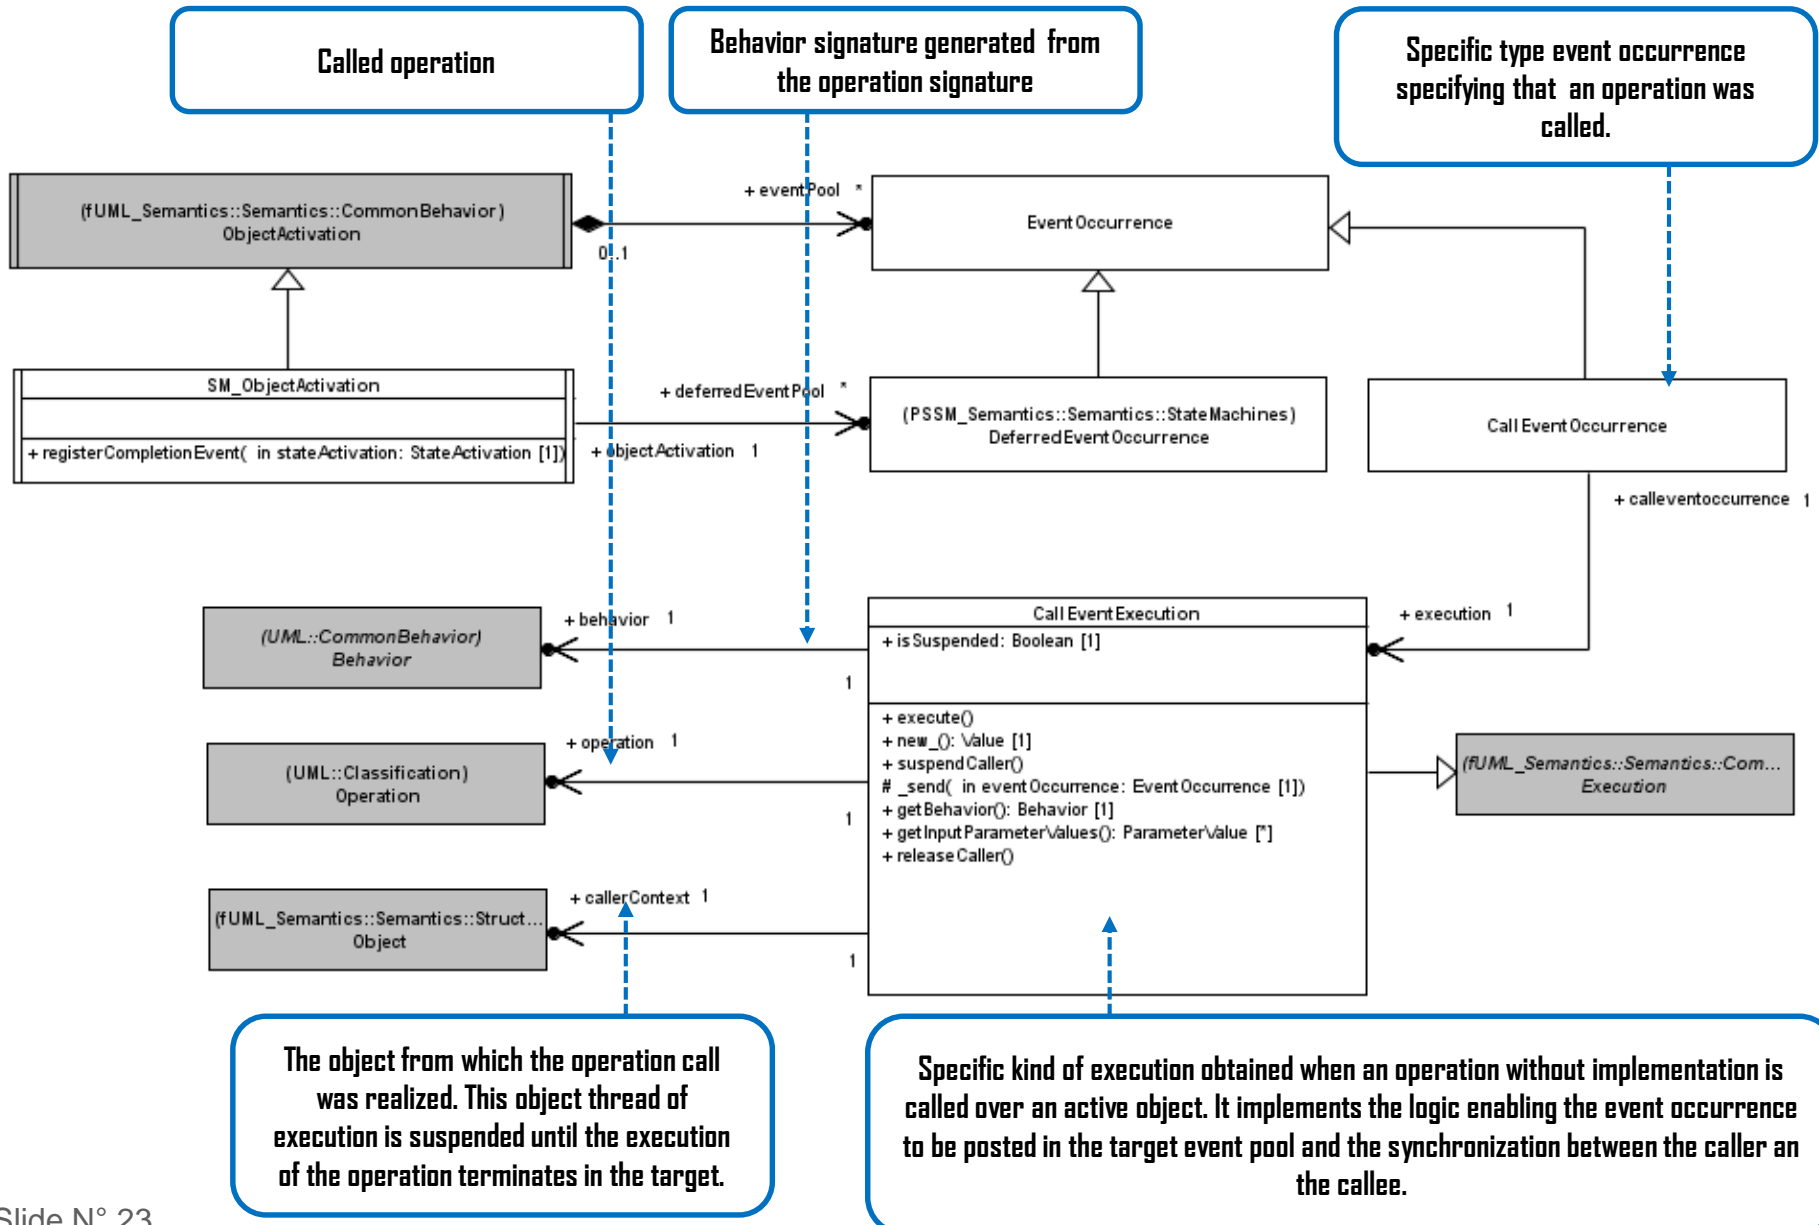 Called operation
Behavior signature generated from
the operation signature
Specific type event occurrence
specifying that an operation was
called.
(fUML_Semantics::Semantics::CommonBehavior)
ObjectActivation
+ eventPool *
0..1
EventOccurrence
SM_ObjectActivation
+ registerCompletionEvent( in stateActivation: StateActivation [1])
+ deferredEventPool *
+ objectActivation 1
(PSSM_Semantics::Semantics::StateMachines)
DeferredEventOccurrence
CallEventOccurrence
+ calleventoccurrence 1
(UML::CommonBehavior)
Behavior
+ behavior 1
1
CallEventExecution
+ isSuspended: Boolean [1]
+ execution 1
+ execute()
+ new_(): Value [1]
+ suspendCaller()
# _send( in eventOccurrence: EventOccurrence [1])
+ getBehavior(): Behavior [1]
+ getInputParameterValues(): ParameterValue [*]
+ releaseCaller()
(UML::Classification)
Operation
+ operation 1
1
(fUML_Semantics::Semantics::Com...
Execution
(fUML_Semantics::Semantics::Struct...
Object
+ callerContext 1
1
The object from which the operation call
was realized. This object thread of
execution is suspended until the execution
of the operation terminates in the target.
Specific kind of execution obtained when an operation without implementation is
called over an active object. It implements the logic enabling the event occurrence
to be posted in the target event pool and the synchronization between the caller an
the callee.
Slide N° 23